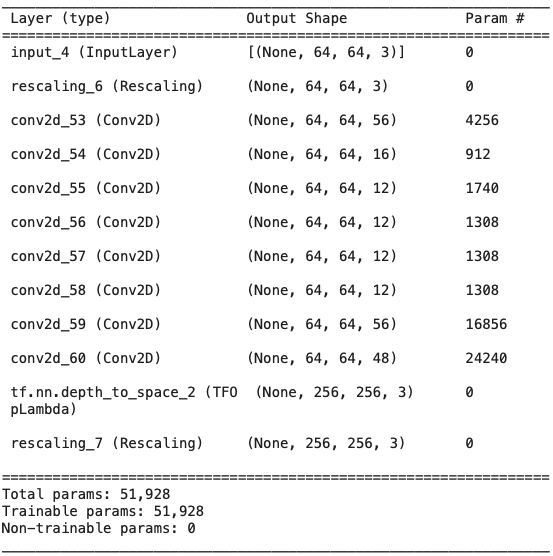 Layer (type) Output Shape Param #
input_4 (InputLayer) [(None, 64, 64, 3)] 0
rescaling_6 (Rescaling) (None, 64, 64, 3) 0
conv2d_53 (Conv2D) (None, 64, 64, 56) 4256
conv2d_54 (Conv2D) (None, 64, 64, 16) 912
conv2d_55 (Conv2D) (None, 64, 64, 12) 1740
conv2d_56 (Conv2D) (None, 64, 64, 12) 1308
conv2d_57 (Conv2D) (None, 64, 64, 12) 1308
conv2d_58 (Conv2D) (None, 64, 64, 12) 1308
conv2d_59 (Conv2D) (None, 64, 64, 56) 16856
conv2d_60 (Conv2D) (None, 64, 64, 48) 24240
tf.nn.depth_to_space_2 (TFO (None, 256, 256, 3) 0
pLambda)
rescaling_7 (Rescaling) (None, 256, 256, 3) 0
Total params: 51,928
Trainable params: 51,928
Non-trainable params: 0